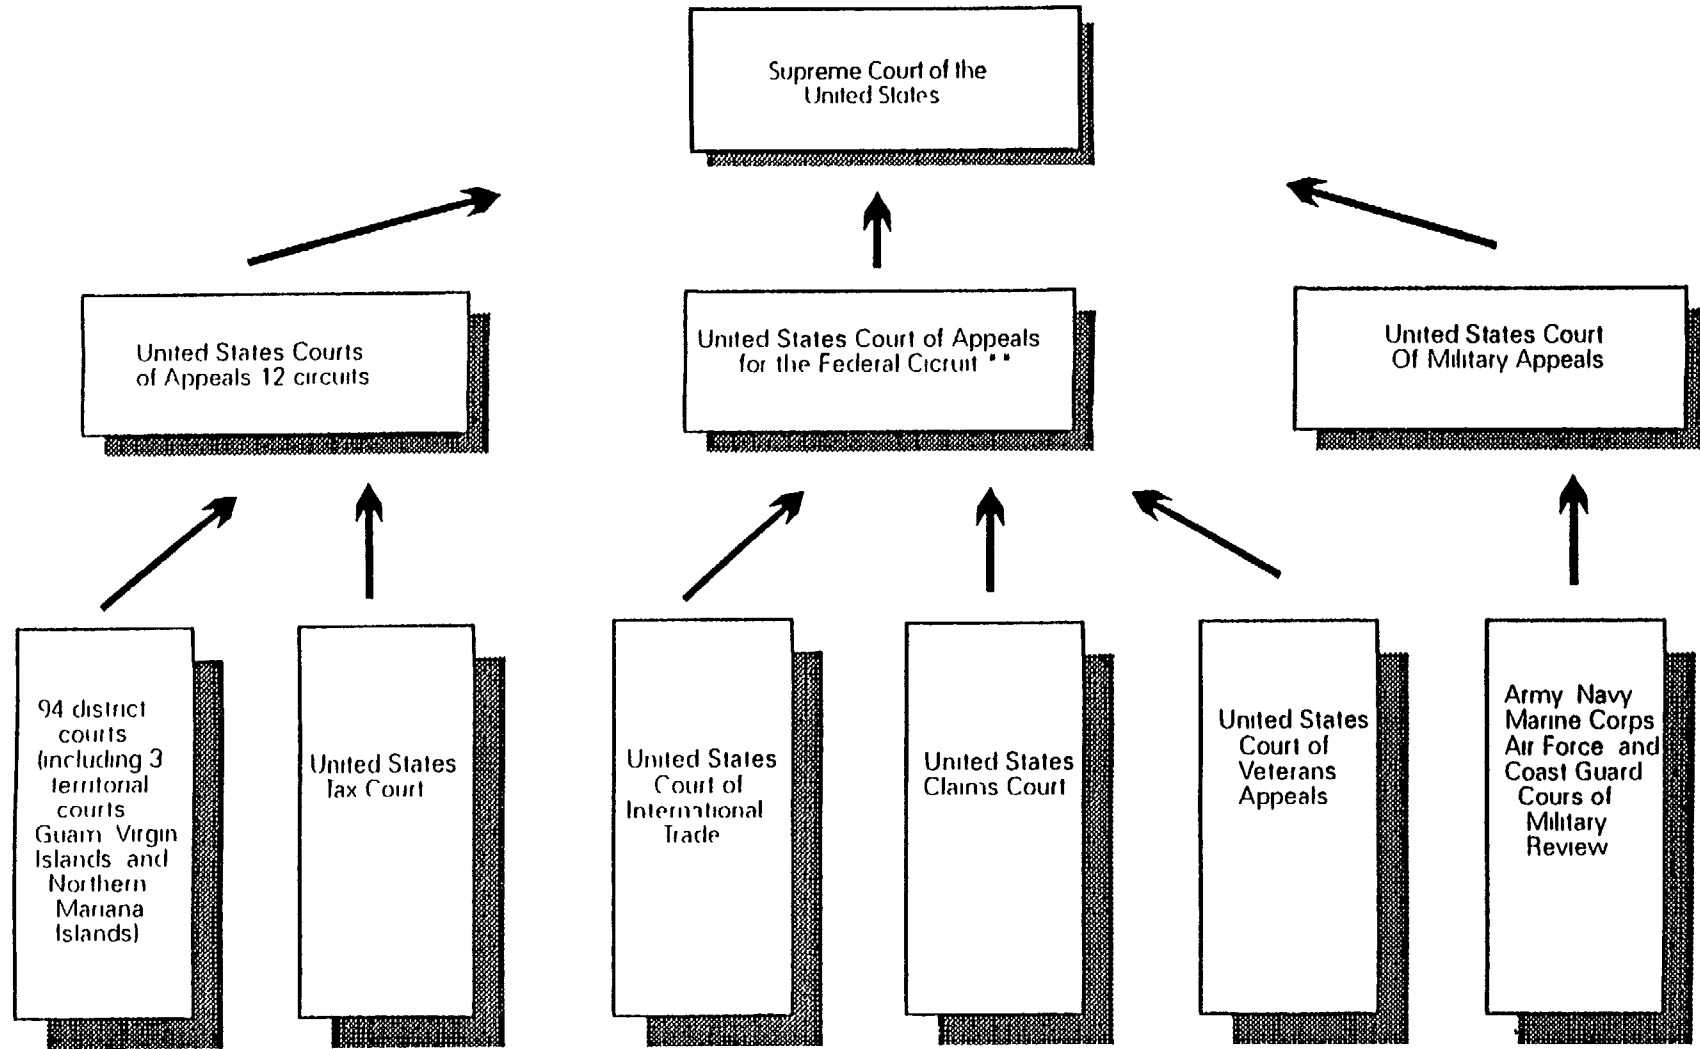 Supreme Court of the
United States
United States Courts
of Appeals 12 circuits
United States Court of Appeals
for the Federal Cicruit **
United States Court
Of Military Appeals
94 district
courts
(including 3
territorial
courts
Guam Virgin
Islands and
Northern
Mariana
Islands)
United States
Tax Court
United States
Court of
International
Trade
United States
Claims Court
United States
Court of
Veterans
Appeals
Army Navy
Marine Corps
Air Force and
Coast Guard
Cours of
Military
Review